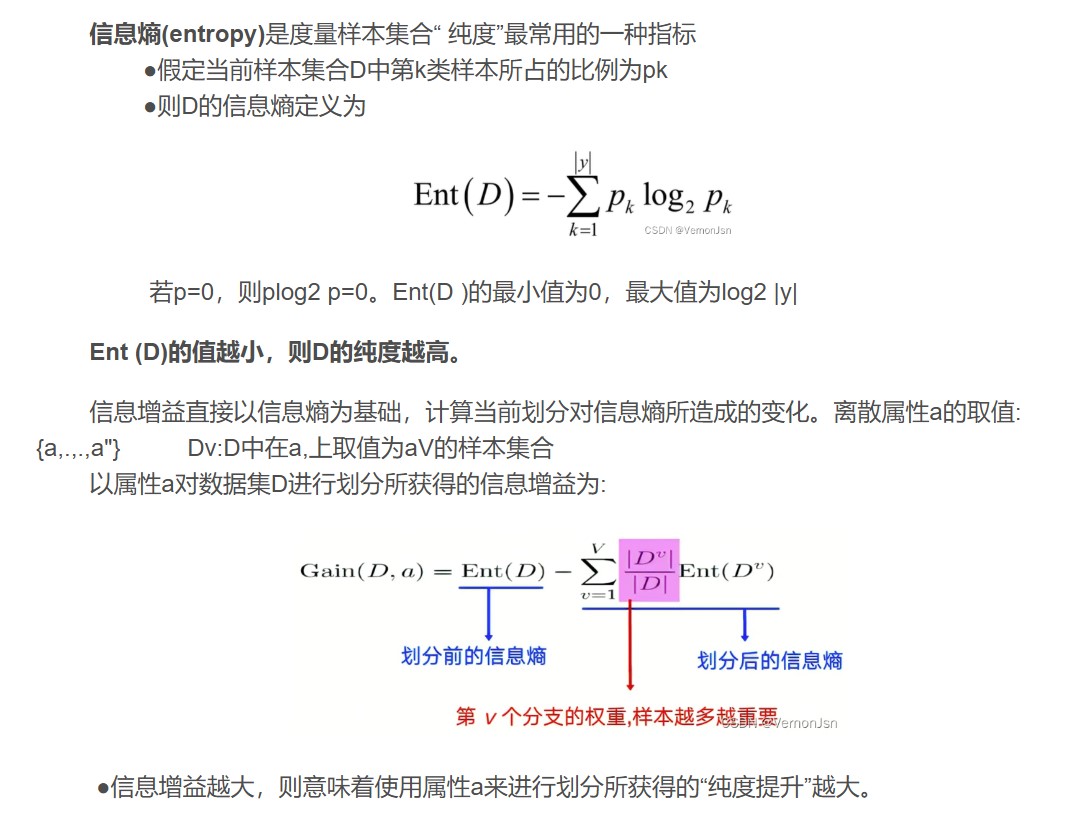 信息熵(entropy)是度量样本集合“ 纯度”最常用的一种指标
●假定当前样本集合D中第k类样本所占的比例为pk
●则D的信息熵定义为
Ent(D)=-∑_{k=1}^{|y|} p_k log_2 p_k
CSDN @VernonJsn
若p=0，则plog2 p=0。Ent(D )的最小值为0，最大值为log2 |y|
Ent (D)的值越小，则D的纯度越高。
信息增益直接以信息熵为基础，计算当前划分对信息熵所造成的变化。离散属性a的取值:
{a,.,.,a"} Dv:D中在a,上取值为aV的样本集合
以属性a对数据集D进行划分所获得的信息增益为:
Gain(D, a) = Ent(D) − ∑_{v=1}^{V} |D^v|/|D| Ent(D^v)
划分前的信息熵 划分后的信息熵
第 v 个分支的权重,样本越多越重要
CSDN @VernonJsn
●信息增益越大，则意味着使用属性a来进行划分所获得的“纯度提升”越大。